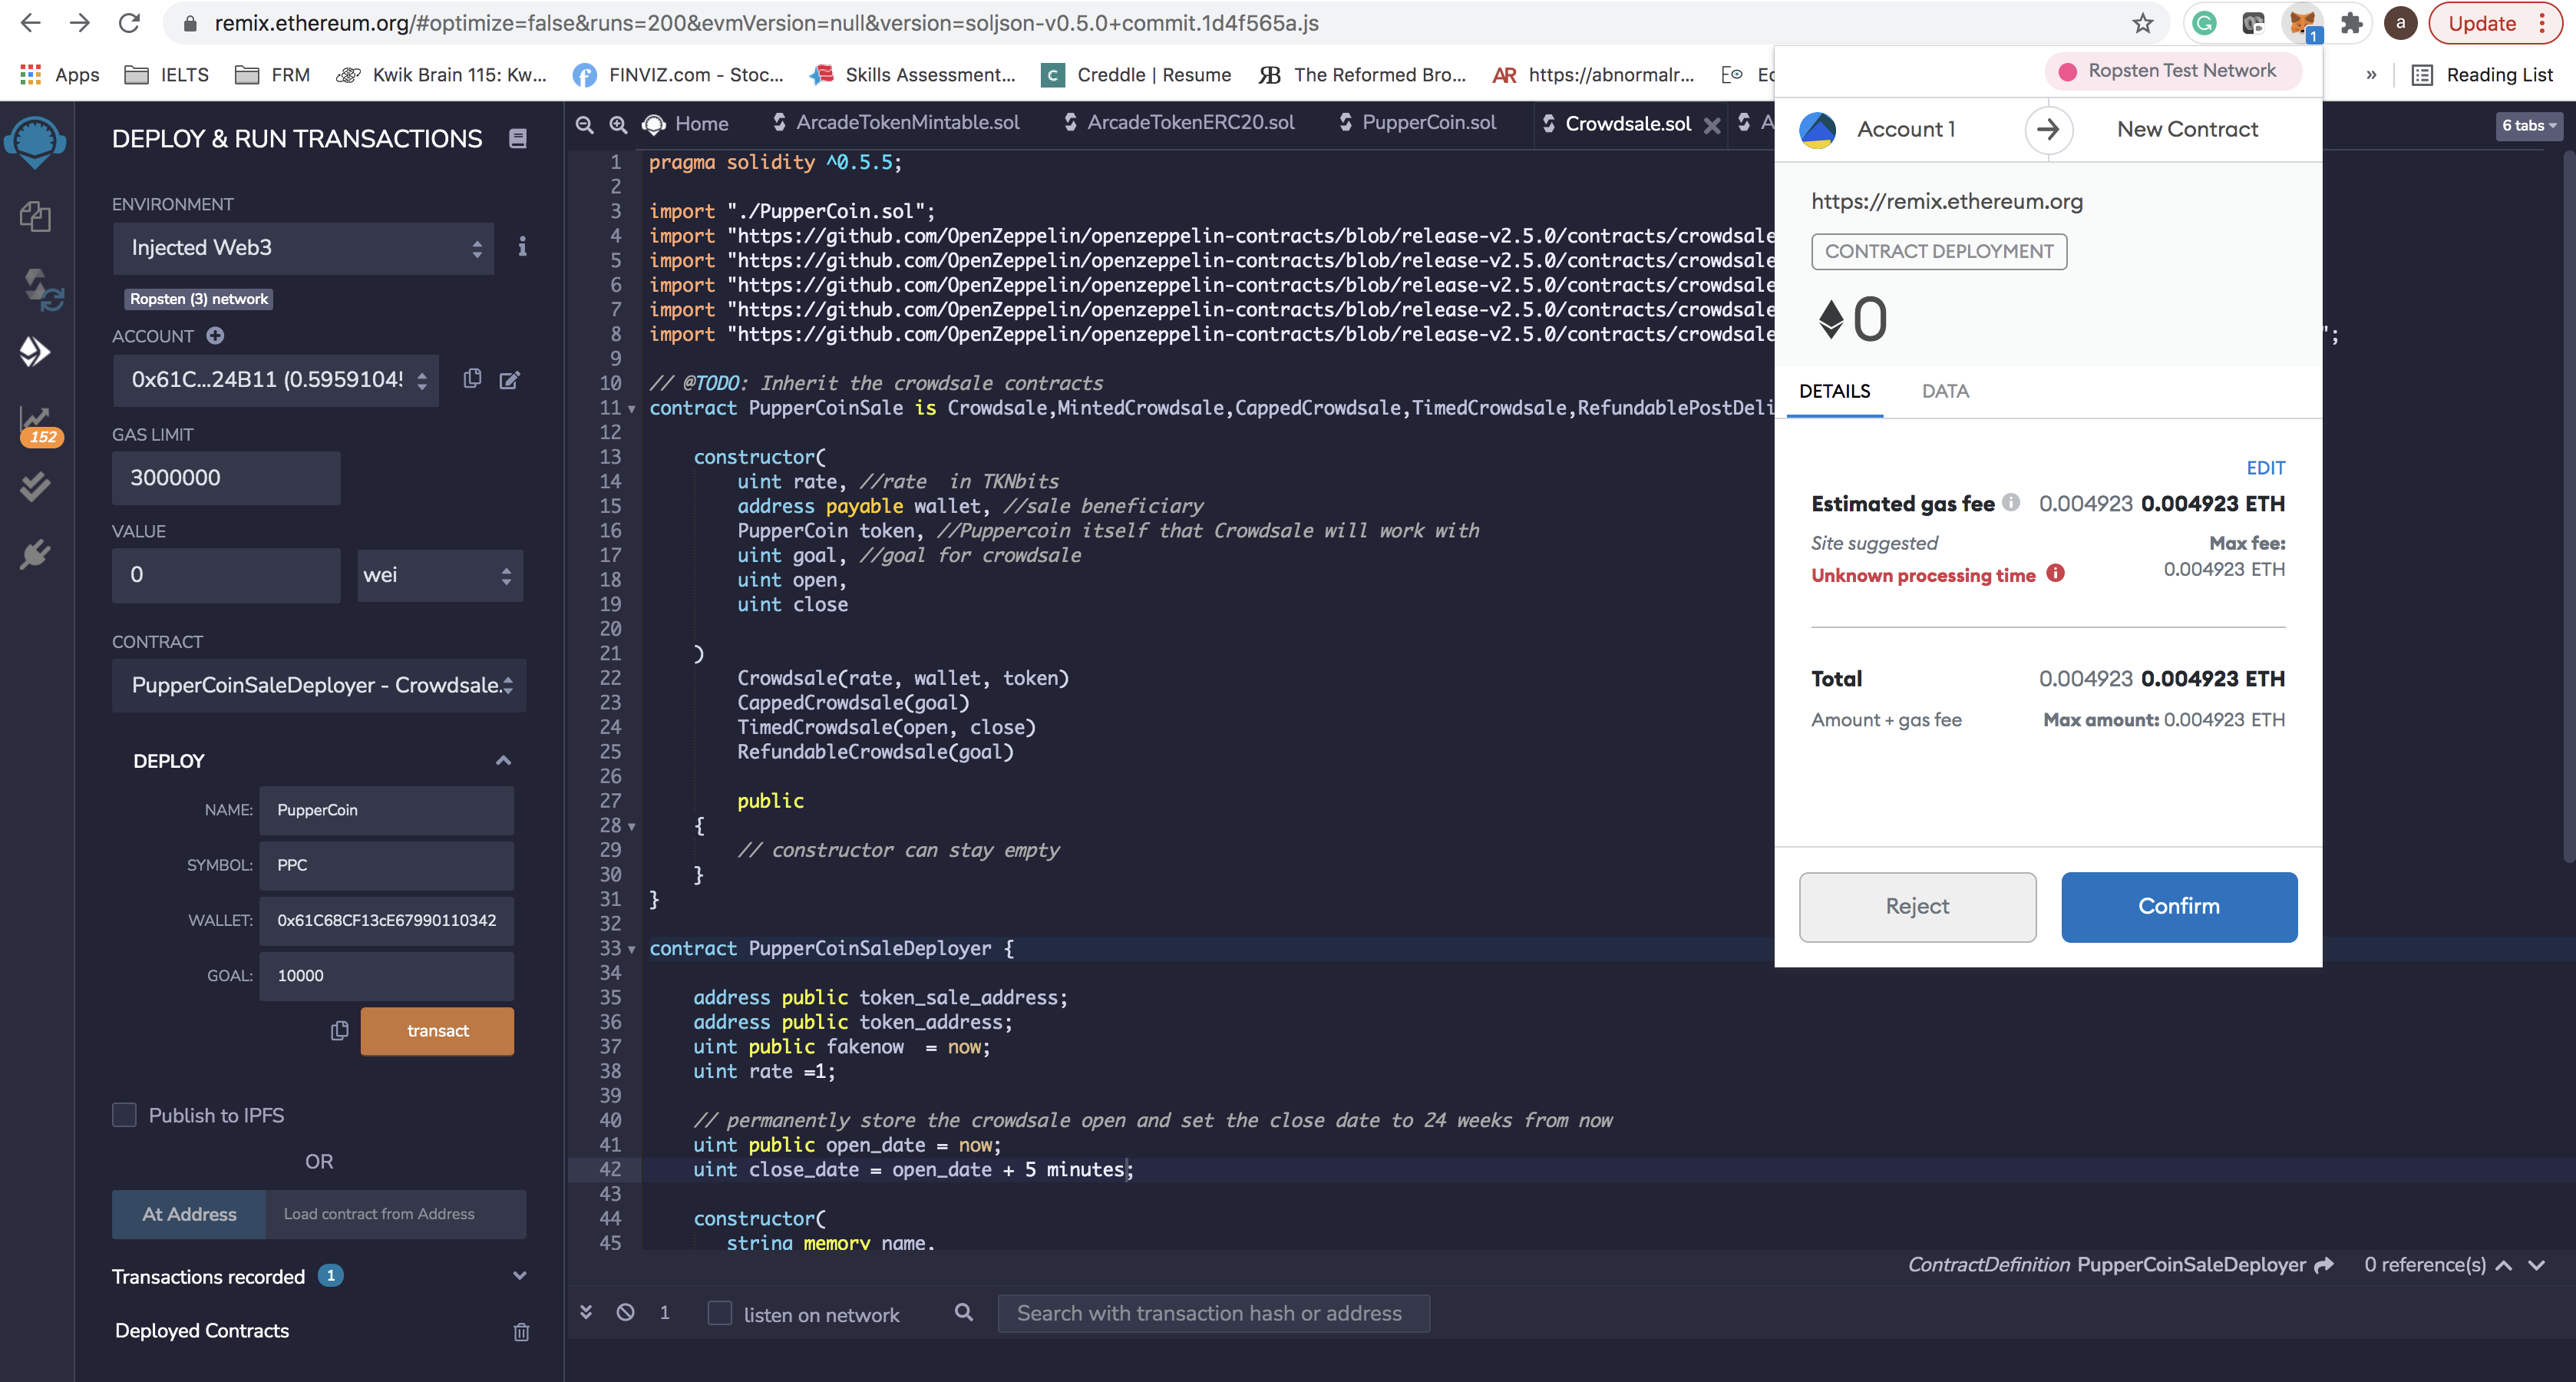 remix.ethereum.org/#optimize=false&runs=200&evmVersion=null&version=soljson-v0.5.0+commit.1d4f565a.js
1
a
Update
Apps
IELTS
FRM
Kwik Brain 115: Kw...
FINVIZ.com - Stoc...
Skills Assessment...
C
Creddle | Resume
The Reformed Bro...
AR
https://abnormalr...
»
Reading List
DEPLOY & RUN TRANSACTIONS
ENVIRONMENT
Injected Web3
i
Ropsten (3) network
ACCOUNT
0x61C...24B11 (0.5959104!
GAS LIMIT
3000000
152
VALUE
0
wei
CONTRACT
PupperCoinSaleDeployer - Crowdsale.
DEPLOY
NAME: PupperCoin
SYMBOL: PPC
WALLET: 0x61C68CF13cE67990110342
GOAL: 10000
transact
Publish to IPFS
OR
At Address
Load contract from Address
Transactions recorded 1
Deployed Contracts
Home
ArcadeTokenMintable.sol
ArcadeTokenERC20.sol
PupperCoin.sol
Crowdsale.sol
A
6 tabs
1 pragma solidity ^0.5.5;
2
3 import "./PupperCoin.sol";
4 import "https://github.com/OpenZeppelin/openzeppelin-contracts/blob/release-v2.5.0/contracts/crowdsale
5 import "https://github.com/OpenZeppelin/openzeppelin-contracts/blob/release-v2.5.0/contracts/crowdsale
6 import "https://github.com/OpenZeppelin/openzeppelin-contracts/blob/release-v2.5.0/contracts/crowdsale
7 import "https://github.com/OpenZeppelin/openzeppelin-contracts/blob/release-v2.5.0/contracts/crowdsale
8 import "https://github.com/OpenZeppelin/openzeppelin-contracts/blob/release-v2.5.0/contracts/crowdsale ";
9
10 // @TODO: Inherit the crowdsale contracts
11 contract PupperCoinSale is Crowdsale,MintedCrowdsale,CappedCrowdsale,TimedCrowdsale,RefundablePostDeli
12
13 constructor(
14 uint rate, //rate in TKNbits
15 address payable wallet, //sale beneficiary
16 PupperCoin token, //Puppercoin itself that Crowdsale will work with
17 uint goal, //goal for crowdsale
18 uint open,
19 uint close
20
21 )
22 Crowdsale(rate, wallet, token)
23 CappedCrowdsale(goal)
24 TimedCrowdsale(open, close)
25 RefundableCrowdsale(goal)
26
27 public
28 {
29 // constructor can stay empty
30 }
31 }
32
33 contract PupperCoinSaleDeployer {
34
35 address public token_sale_address;
36 address public token_address;
37 uint public fakenow = now;
38 uint rate =1;
39
40 // permanently store the crowdsale open and set the close date to 24 weeks from now
41 uint public open_date = now;
42 uint close_date = open_date + 5 minutes;
43
44 constructor(
45 string memory name,
ContractDefinition PupperCoinSaleDeployer
0 reference(s)
1
listen on network
Search with transaction hash or address
Ropsten Test Network
Account 1
New Contract
https://remix.ethereum.org
CONTRACT DEPLOYMENT
0
DETAILS
DATA
EDIT
Estimated gas fee 0.004923 0.004923 ETH
Site suggested Max fee:
Unknown processing time 0.004923 ETH
Total 0.004923 0.004923 ETH
Amount + gas fee Max amount: 0.004923 ETH
Reject
Confirm